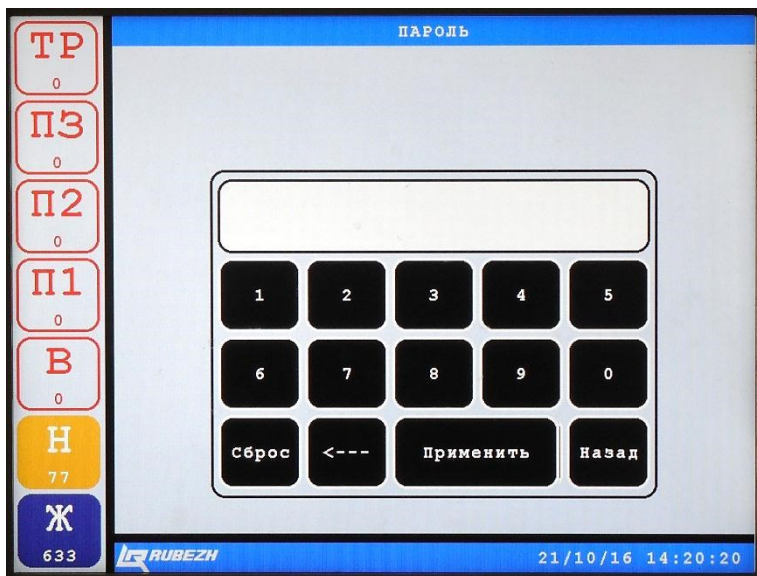 ПАРОЛЬ
ТР
0
ПЗ
0
П2
0
П1
0
В
0
Н
77
Ж
633
1 2 3 4 5
6 7 8 9 0
Сброс <--- Применить Назад
RUBEZH 21/10/16 14:20:20